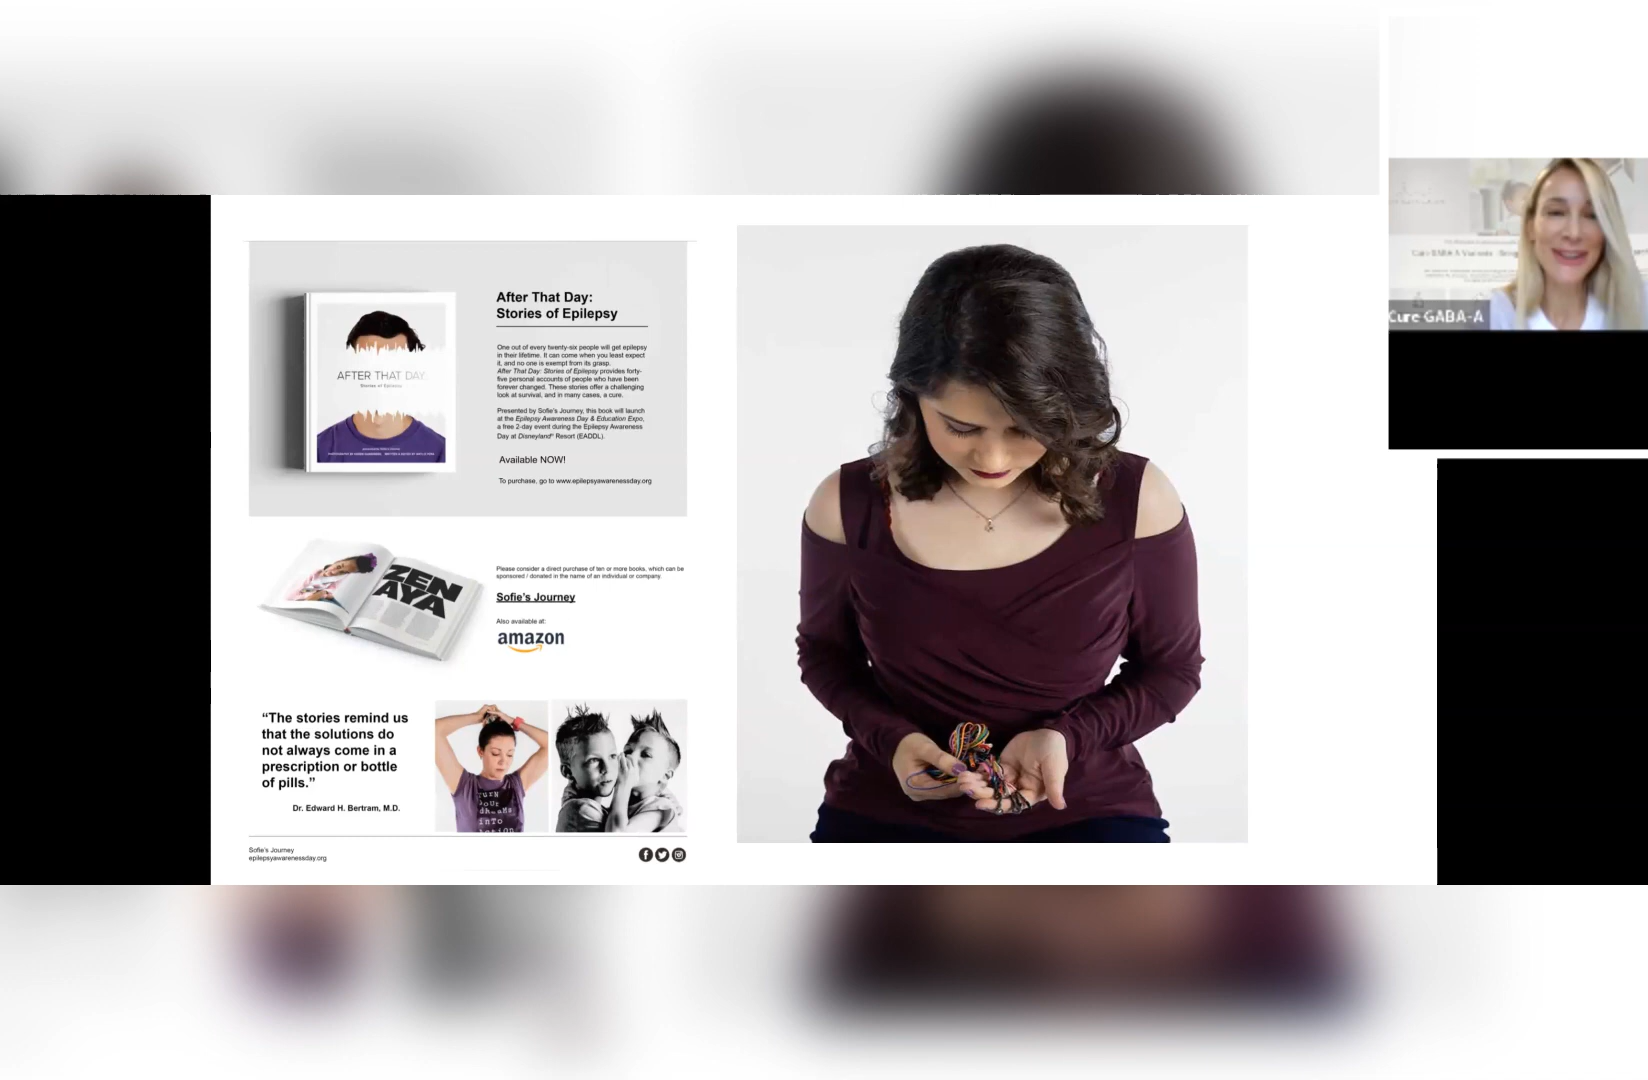 After That Day:
Stories of Epilepsy
One out of every twenty-six people will get epilepsy
in their lifetime. It can come when you least expect
it, and no one is exempt from its grasp.
After That Day: Stories of Epilepsy provides forty-
five personal accounts of people who have been
forever changed. These stories offer a challenging
look at survival, and in many cases, a cure.
Presented by Sofie's Journey, this book will launch
at the Epilepsy Awareness Day & Education Expo,
a free 2-day event during the Epilepsy Awareness
Day at Disneyland® Resort (EADDL).
Available NOW!
To purchase, go to www.epilepsyawarenessday.org
AFTER THAT DAY:
Stories of Epilepsy
ZEN
AYA
Please consider a direct purchase of ten or more books, which can be
sponsored / donated in the name of an individual or company.
Sofie's Journey
Also available at:
amazon
“The stories remind us
that the solutions do
not always come in a
prescription or bottle
of pills.”
Dr. Edward H. Bertram, M.D.
TURN
your
dreams
into
Sofie's Journey
epilepsyawarenessday.org
Cure GABA-A